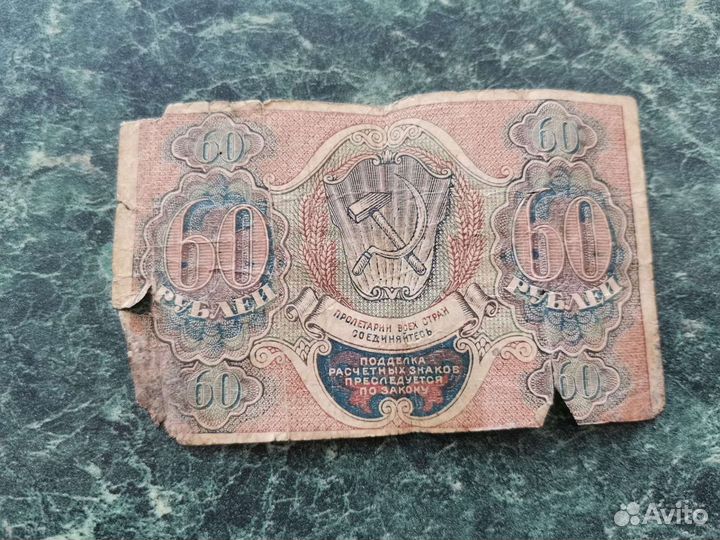 60 60
60 60
РУБЛЕЙ РУБЛЕЙ
ПРОЛЕТАРИИ ВСЕХ СТРАН
СОЕДИНЯЙТЕСЬ
ПОДДЕЛКА
РАСЧЕТНЫХ ЗНАКОВ
ПРЕСЛЕДУЕТСЯ
ПО ЗАКОНУ
60 60
Avito